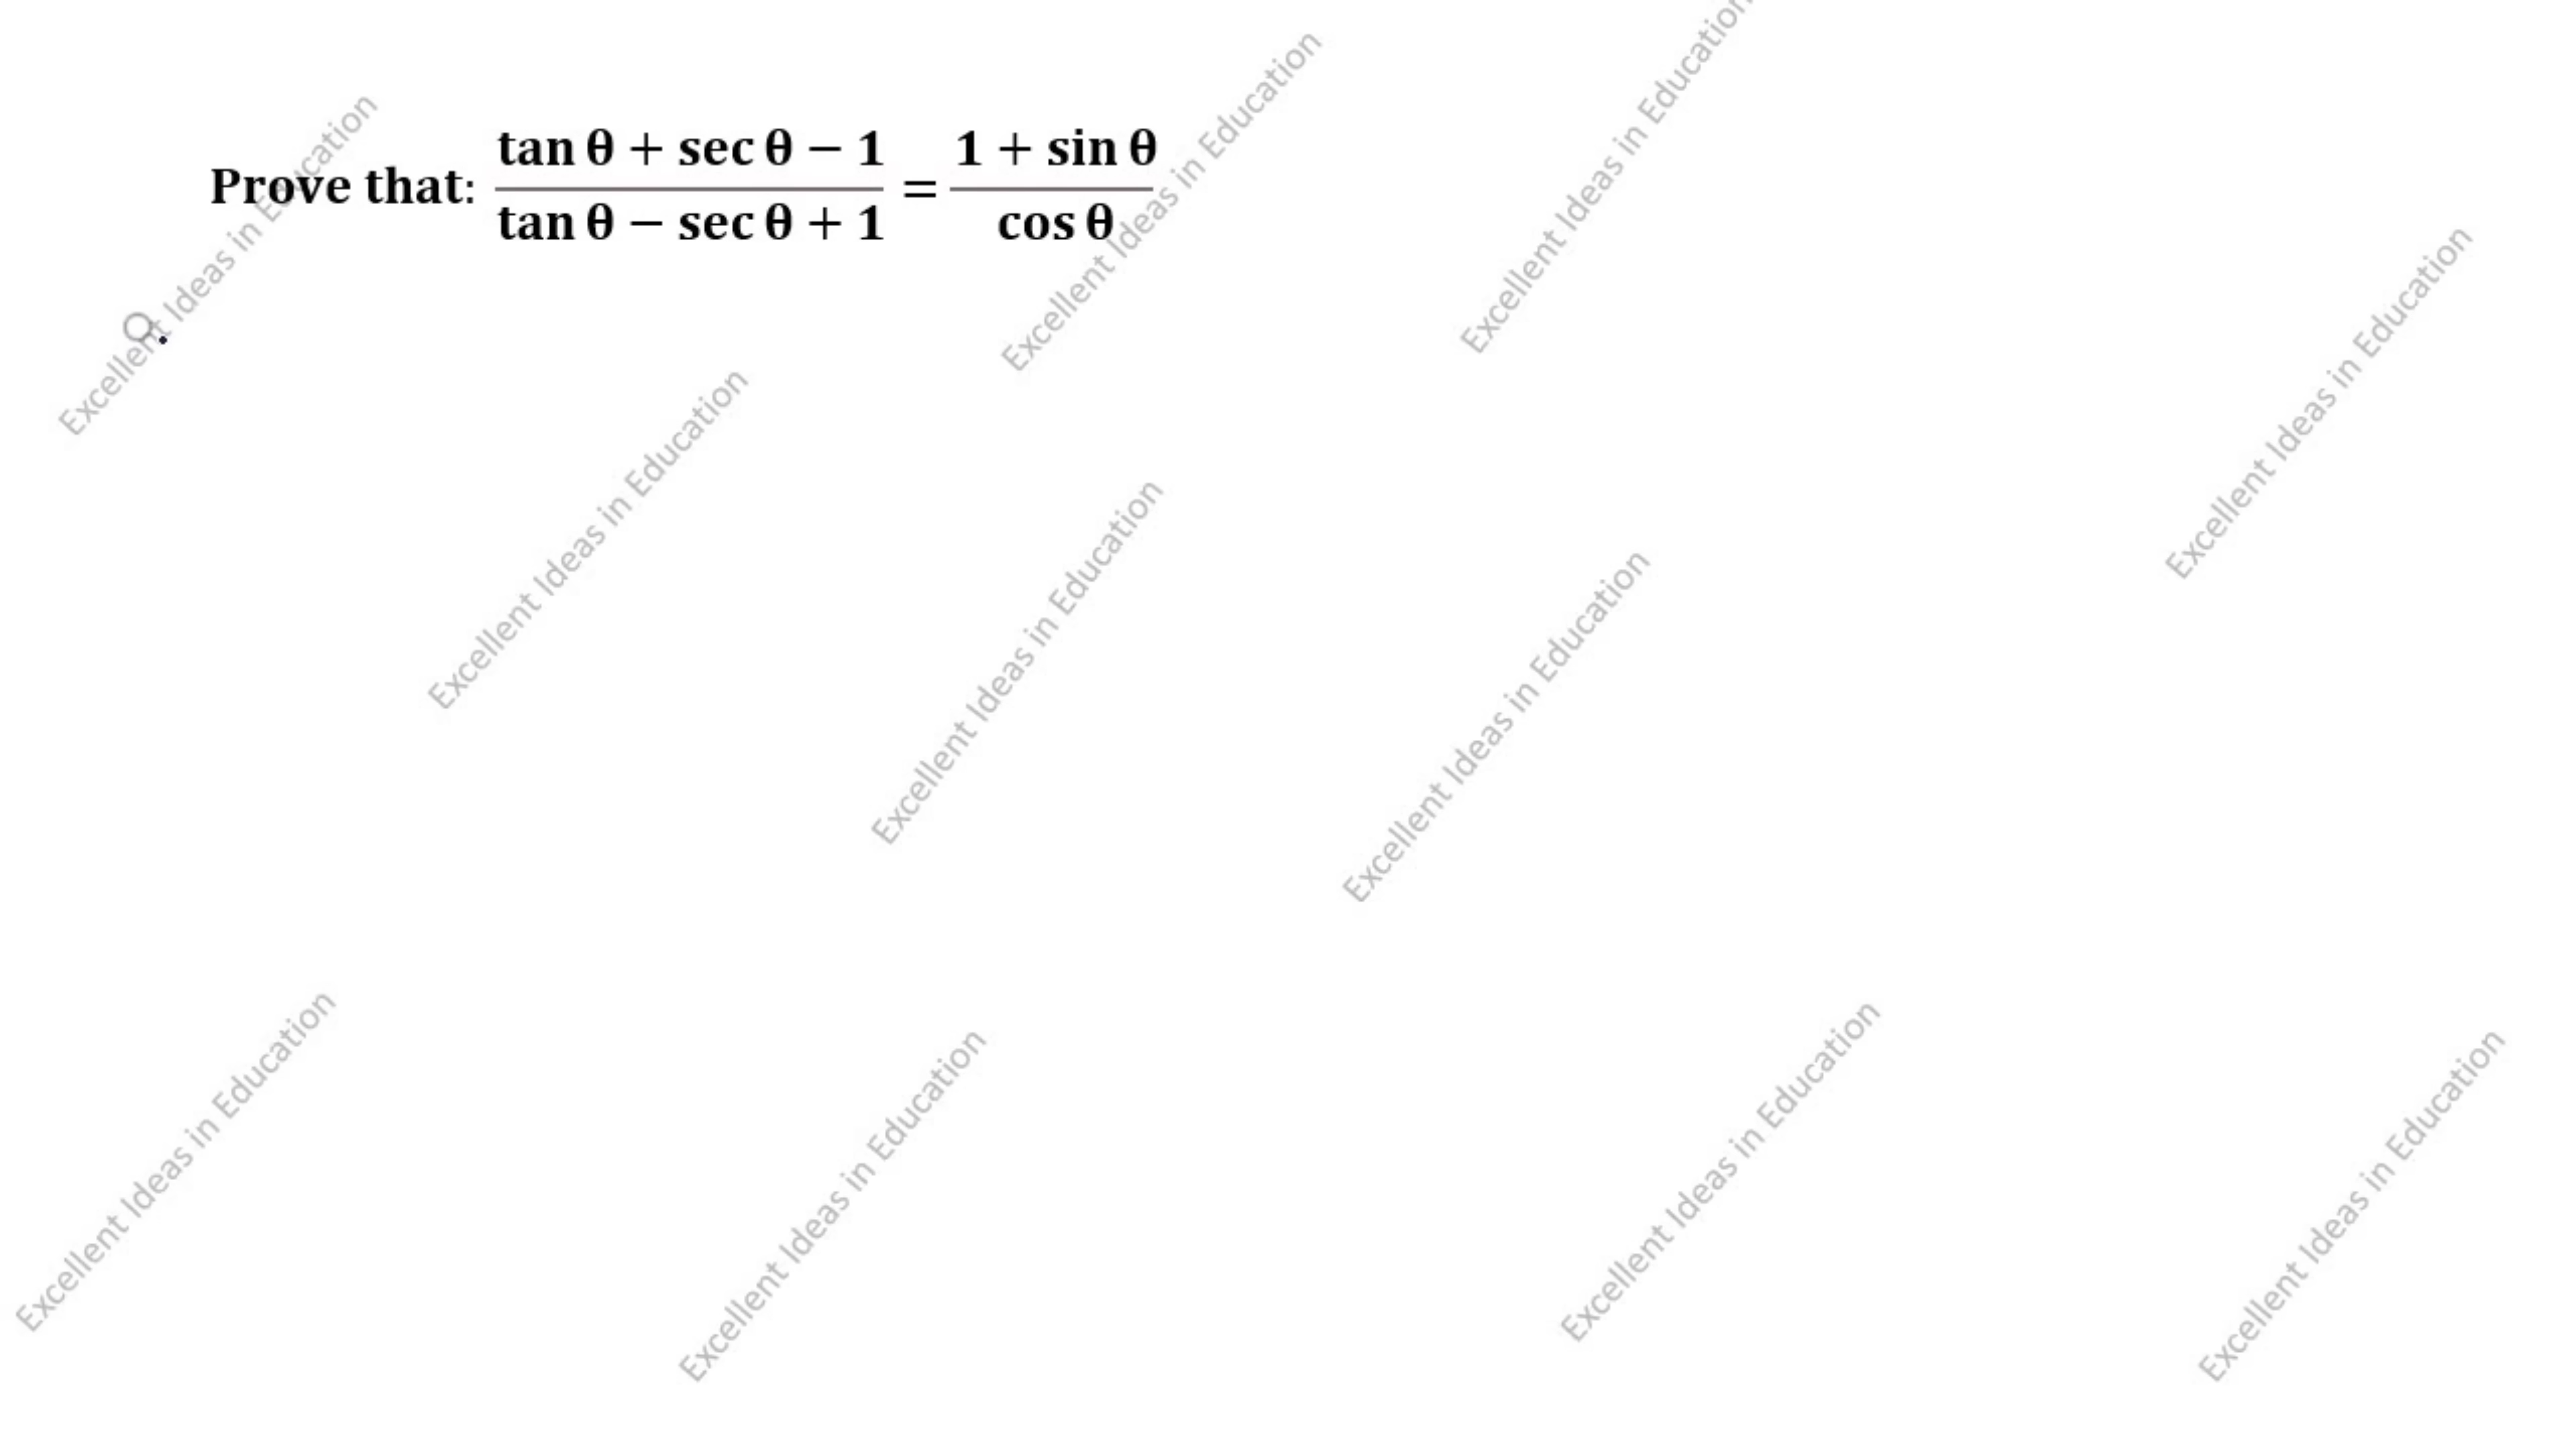 Prove that: (tan θ + sec θ − 1)/(tan θ − sec θ + 1) = (1 + sin θ)/(cos θ)
Excellent Ideas in Education
Excellent Ideas in Education
Excellent Ideas in Education
Excellent Ideas in Education
Excellent Ideas in Education
Excellent Ideas in Education
Excellent Ideas in Education
Excellent Ideas in Education
Excellent Ideas in Education
Excellent Ideas in Education
Excellent Ideas in Education